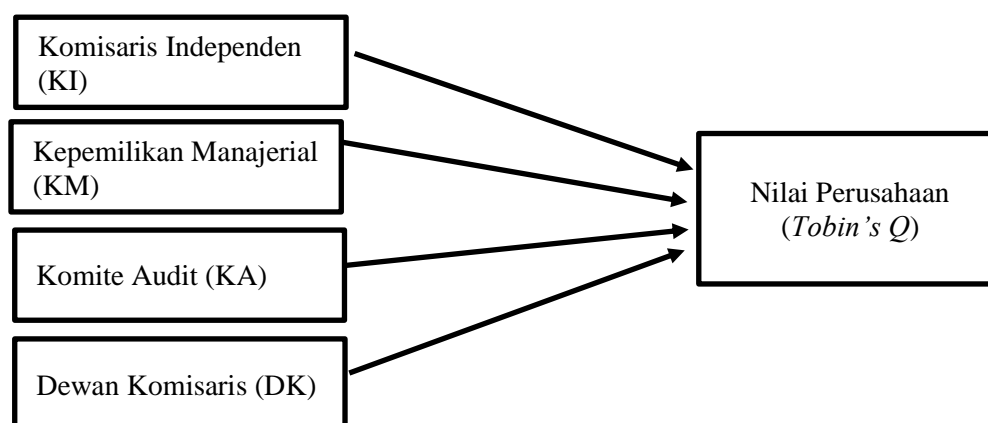 Komisaris Independen
(KI)
Kepemilikan Manajerial
(KM)
Komite Audit (KA)
Dewan Komisaris (DK)
Nilai Perusahaan
(Tobin’s Q)